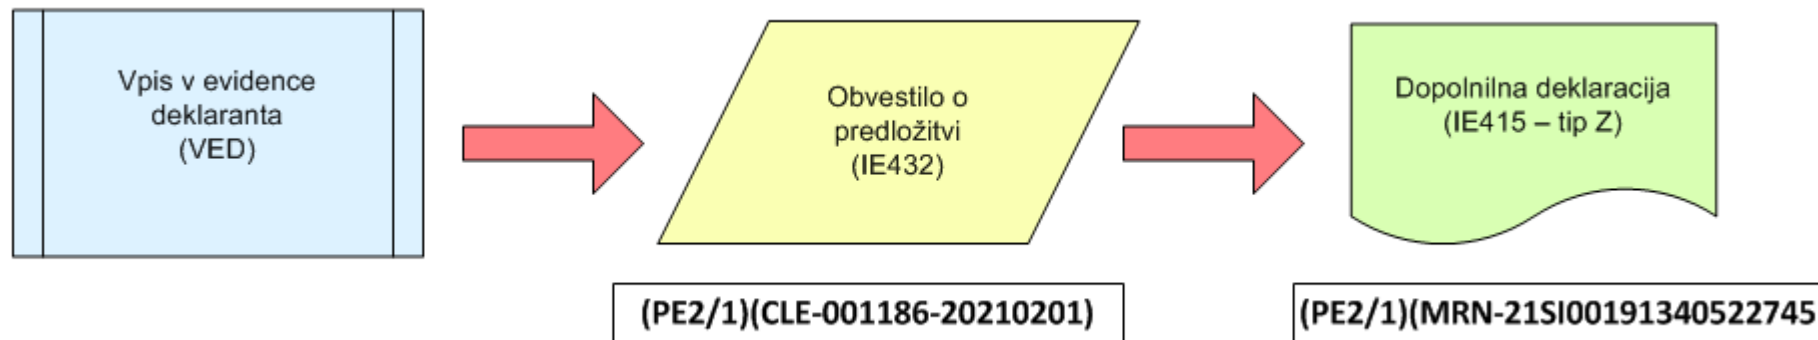 Vpis v evidence
deklaranta
(VED)
Obvestilo o
predložitvi
(IE432)
Dopolnilna deklaracija
(IE415 – tip Z)
(PE2/1)(CLE-001186-20210201)
(PE2/1)(MRN-21SI00191340522745